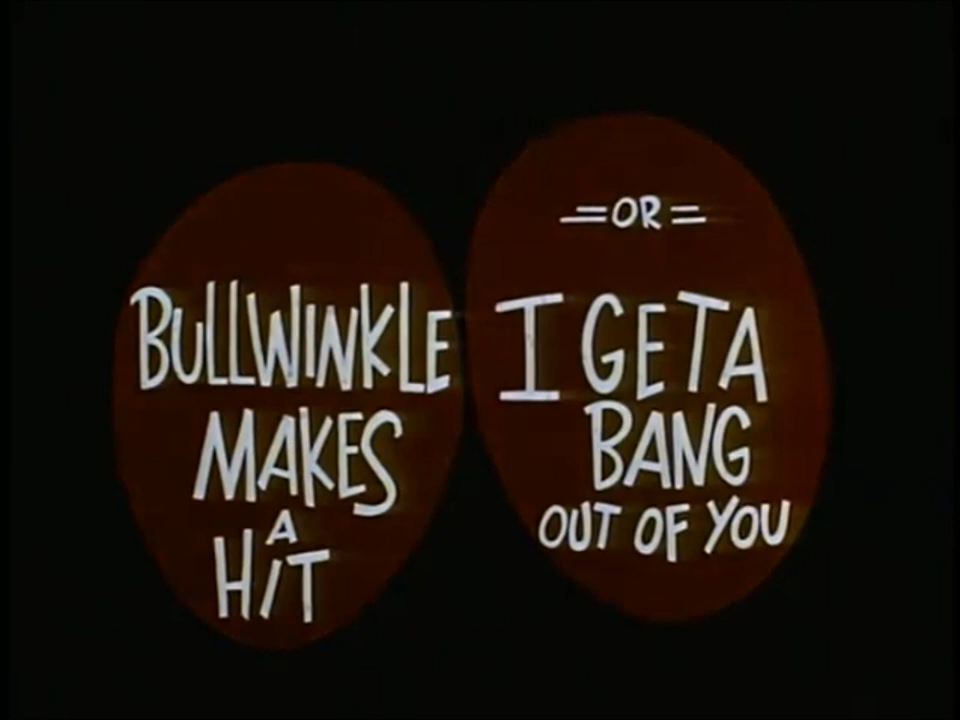 BULLWINKLE
MAKES
A
HIT
=OR=
I GET A
BANG
OUT OF YOU